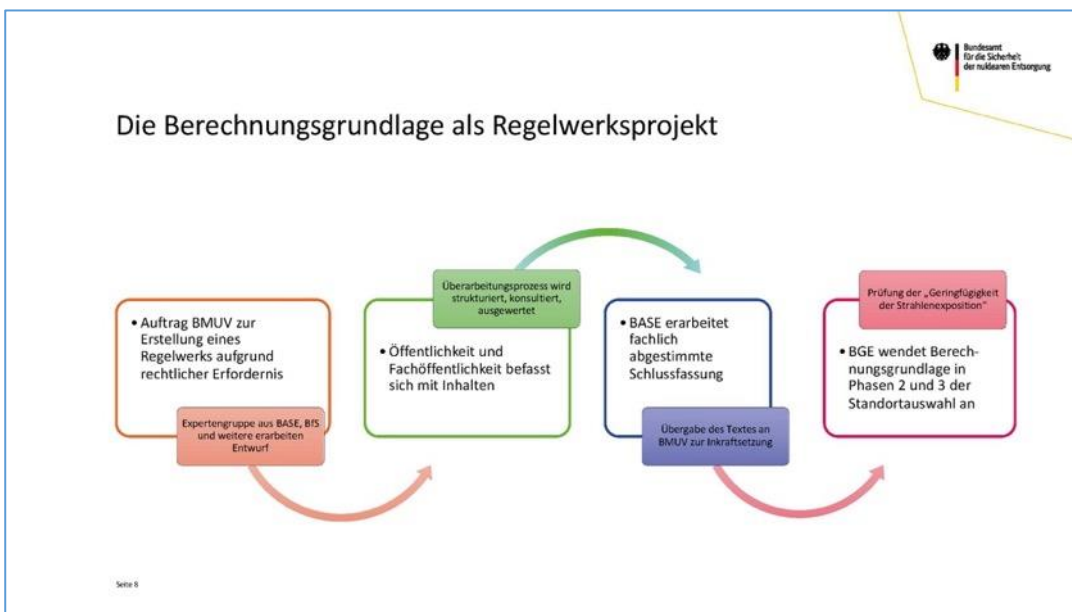 Bundesamt
für die Sicherheit
der nuklearen Entsorgung
Die Berechnungsgrundlage als Regelwerksprojekt
• Auftrag BMUV zur
Erstellung eines
Regelwerks aufgrund
rechtlicher Erfordernis
Expertengruppe aus BASE, BfS
und weitere erarbeiten
Entwurf
Überarbeitungsprozess wird
strukturiert, konsultiert,
ausgewertet
• Öffentlichkeit und
Fachöffentlichkeit befasst
sich mit Inhalten
• BASE erarbeitet
fachlich
abgestimmte
Schlussfassung
Übergabe des Textes an
BMUV zur Inkraftsetzung
Prüfung der „Geringfügigkeit
der Strahlenexposition"
• BGE wendet Berech-
nungsgrundlage in
Phasen 2 und 3 der
Standortauswahl an
Seite 8